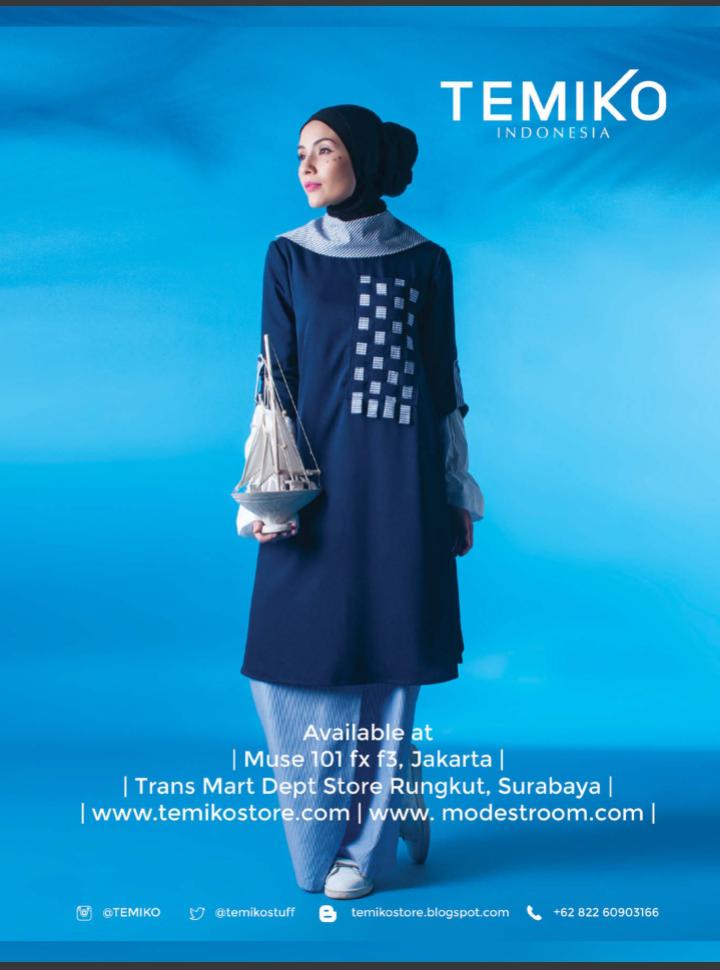 TEMIKO
INDONESIA
Available at
| Muse 101 fx f3, Jakarta |
| Trans Mart Dept Store Rungkut, Surabaya |
| www.temikostore.com | www. modestroom.com |
@TEMIKO @temikostuff temikostore.blogspot.com +62 822 60903166